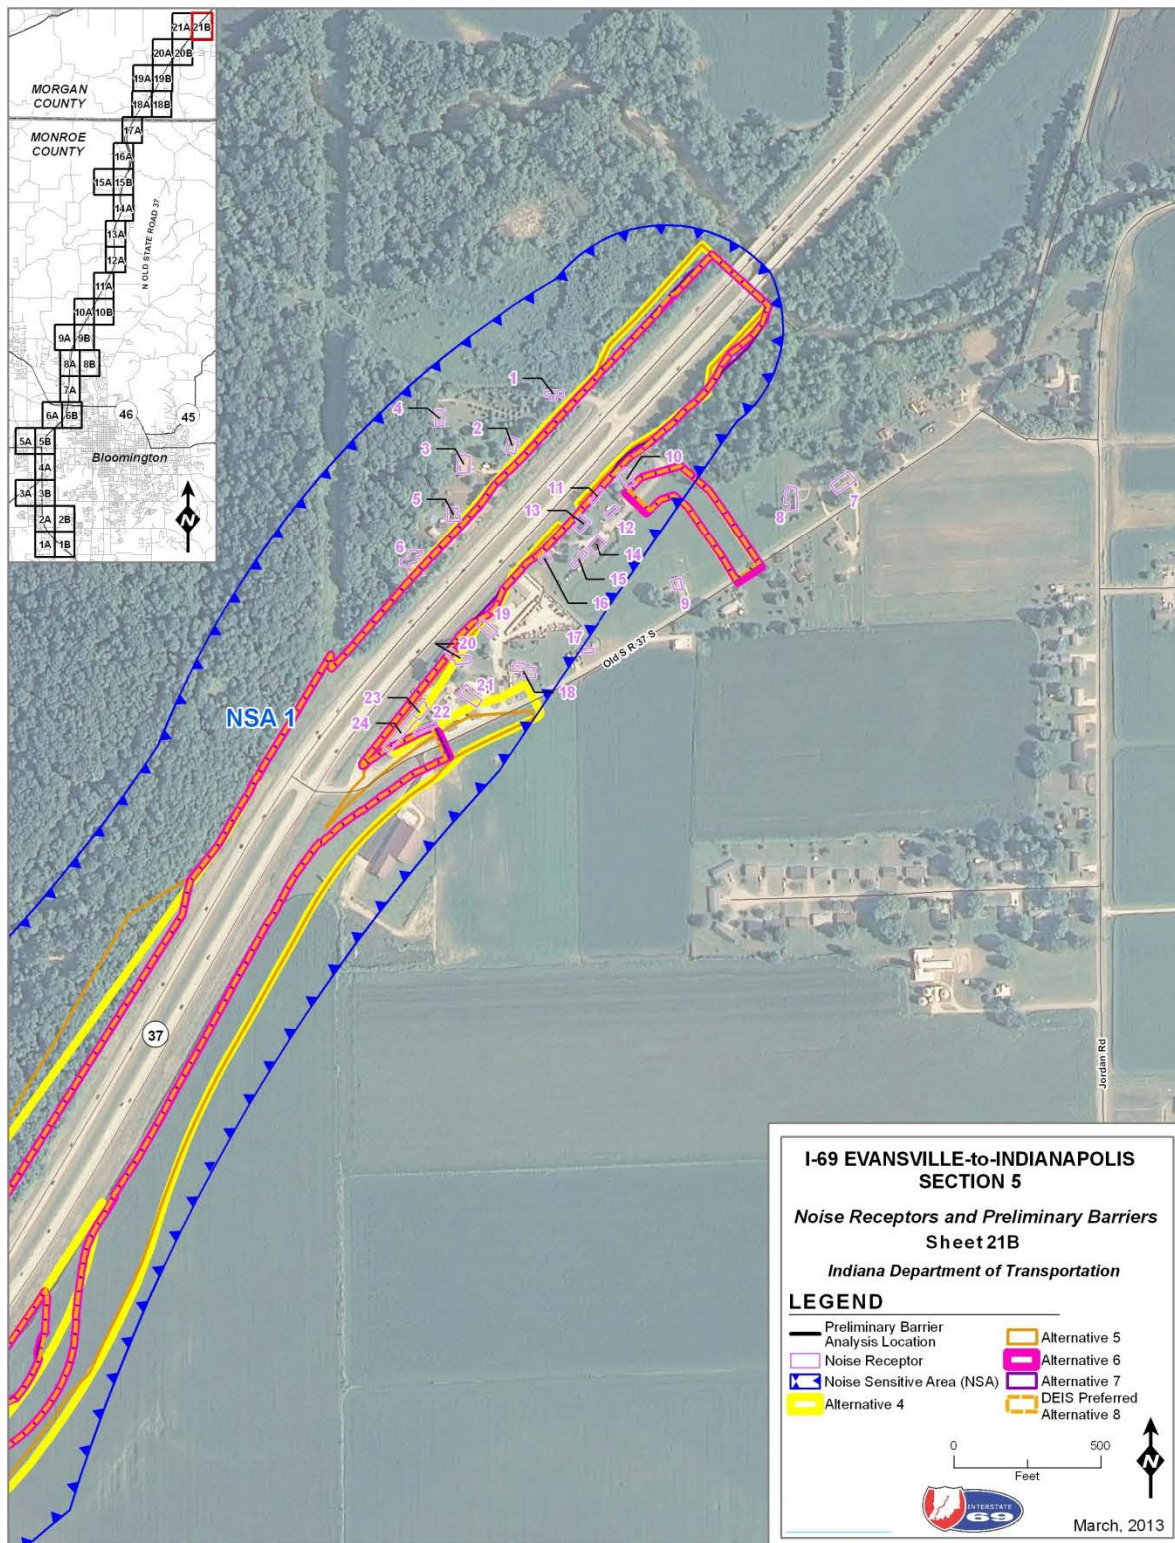 21A 21B
20A 20B
19A 19B
MORGAN
COUNTY
18A 18B
MONROE
COUNTY
17A
16A
15A 15B
14A
N OLD STATE ROAD 37
13A
12A
11A
10A 10B
9A 9B
8A 8B
7A
6A 6B
46
45
5A 5B
Bloomington
4A
3A 3B
2A 2B
1A 1B
N
1
4
2
3
10
7
5
11
8
13
12
6
14
15
9
16
19
17
Old S R 37 S
20
18
21
23
22
24
NSA 1
37
Jordan Rd
I-69 EVANSVILLE-to-INDIANAPOLIS
SECTION 5
Noise Receptors and Preliminary Barriers
Sheet 21B
Indiana Department of Transportation
LEGEND
Preliminary Barrier
Analysis Location
Noise Receptor
Noise Sensitive Area (NSA)
Alternative 4
Alternative 5
Alternative 6
Alternative 7
DEIS Preferred
Alternative 8
0 500
Feet
N
INTERSTATE
69
March, 2013